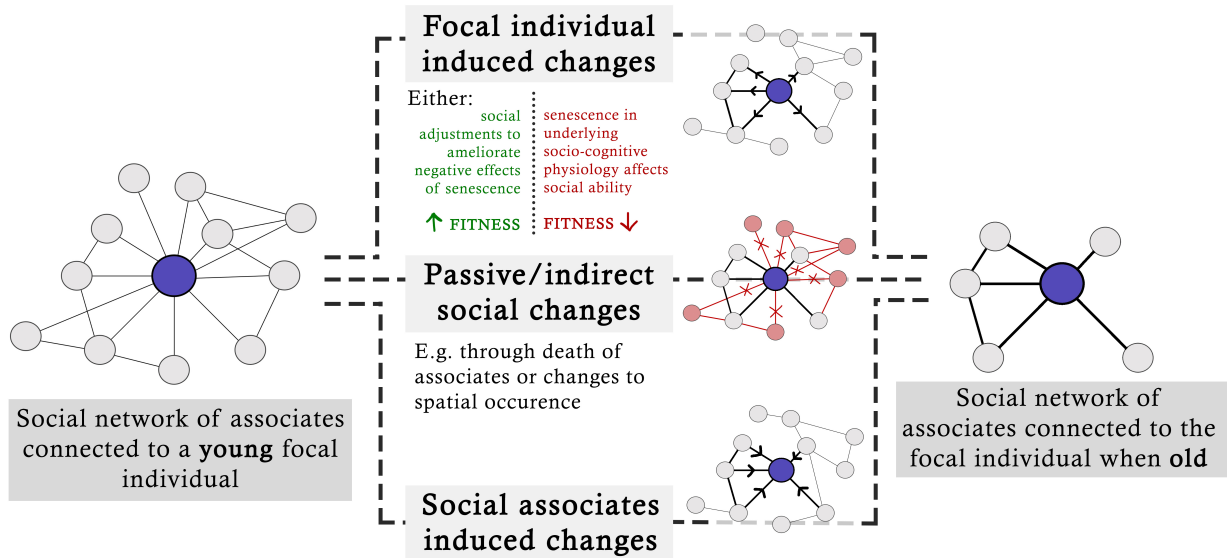 Focal individual
induced changes
Either:
social
adjustments to
ameliorate
negative effects
of senescence
↑ FITNESS
senescence in
underlying
socio-cognitive
physiology affects
social ability
FITNESS ↓
Passive/indirect
social changes
E.g. through death of
associates or changes to
spatial occurence
Social associates
induced changes
Social network of associates
connected to a young focal
individual
Social network of
associates connected to the
focal individual when old